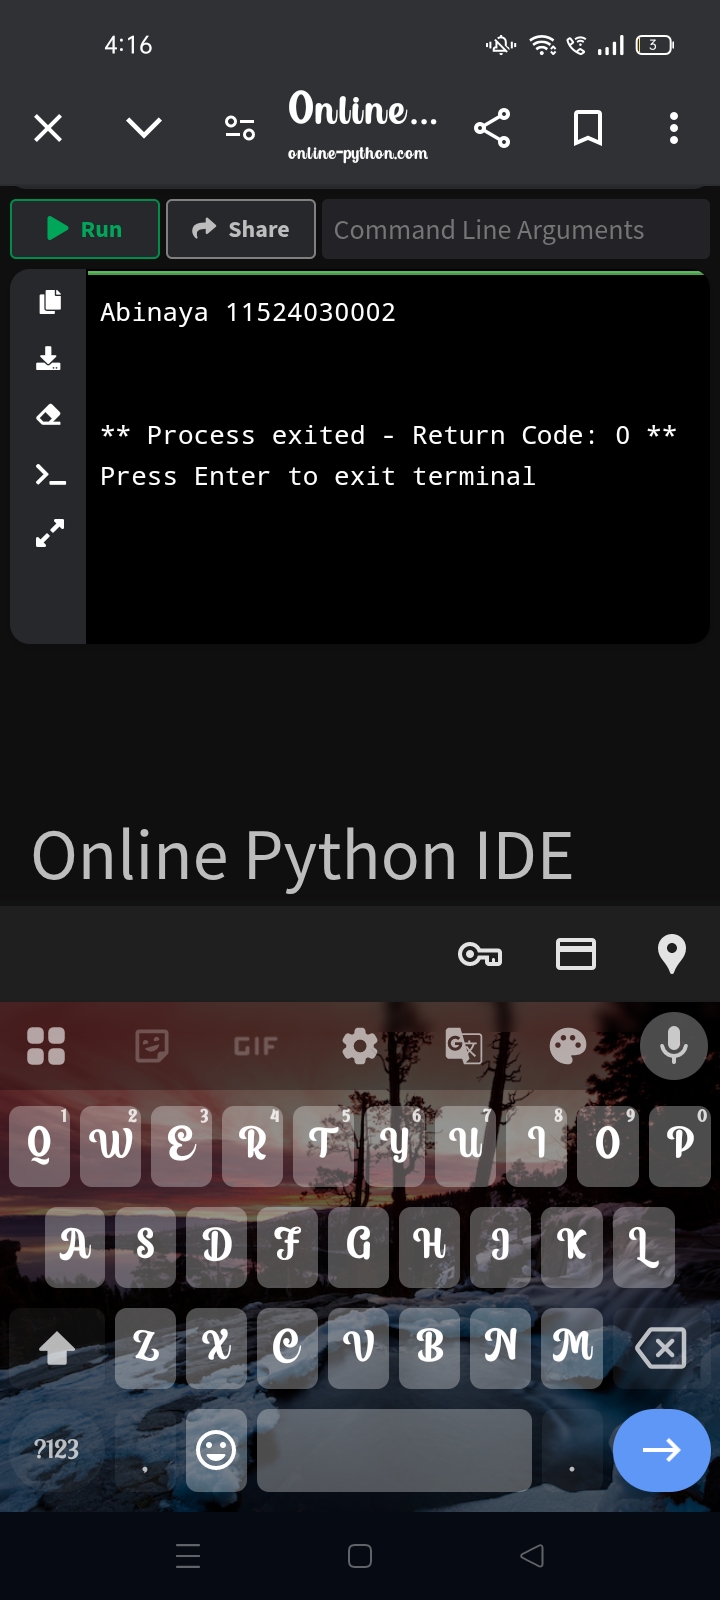 4:16
3
Online...
online-python.com
Run
Share
Command Line Arguments
Abinaya 11524030002
** Process exited - Return Code: 0 **
Press Enter to exit terminal
Online Python IDE
GIF
G 文
1 2 3 4 5 6 7 8 9 0
Q W E R T Y U I O P
A S D F G H J K L
Z X C V B N M
?123 , .